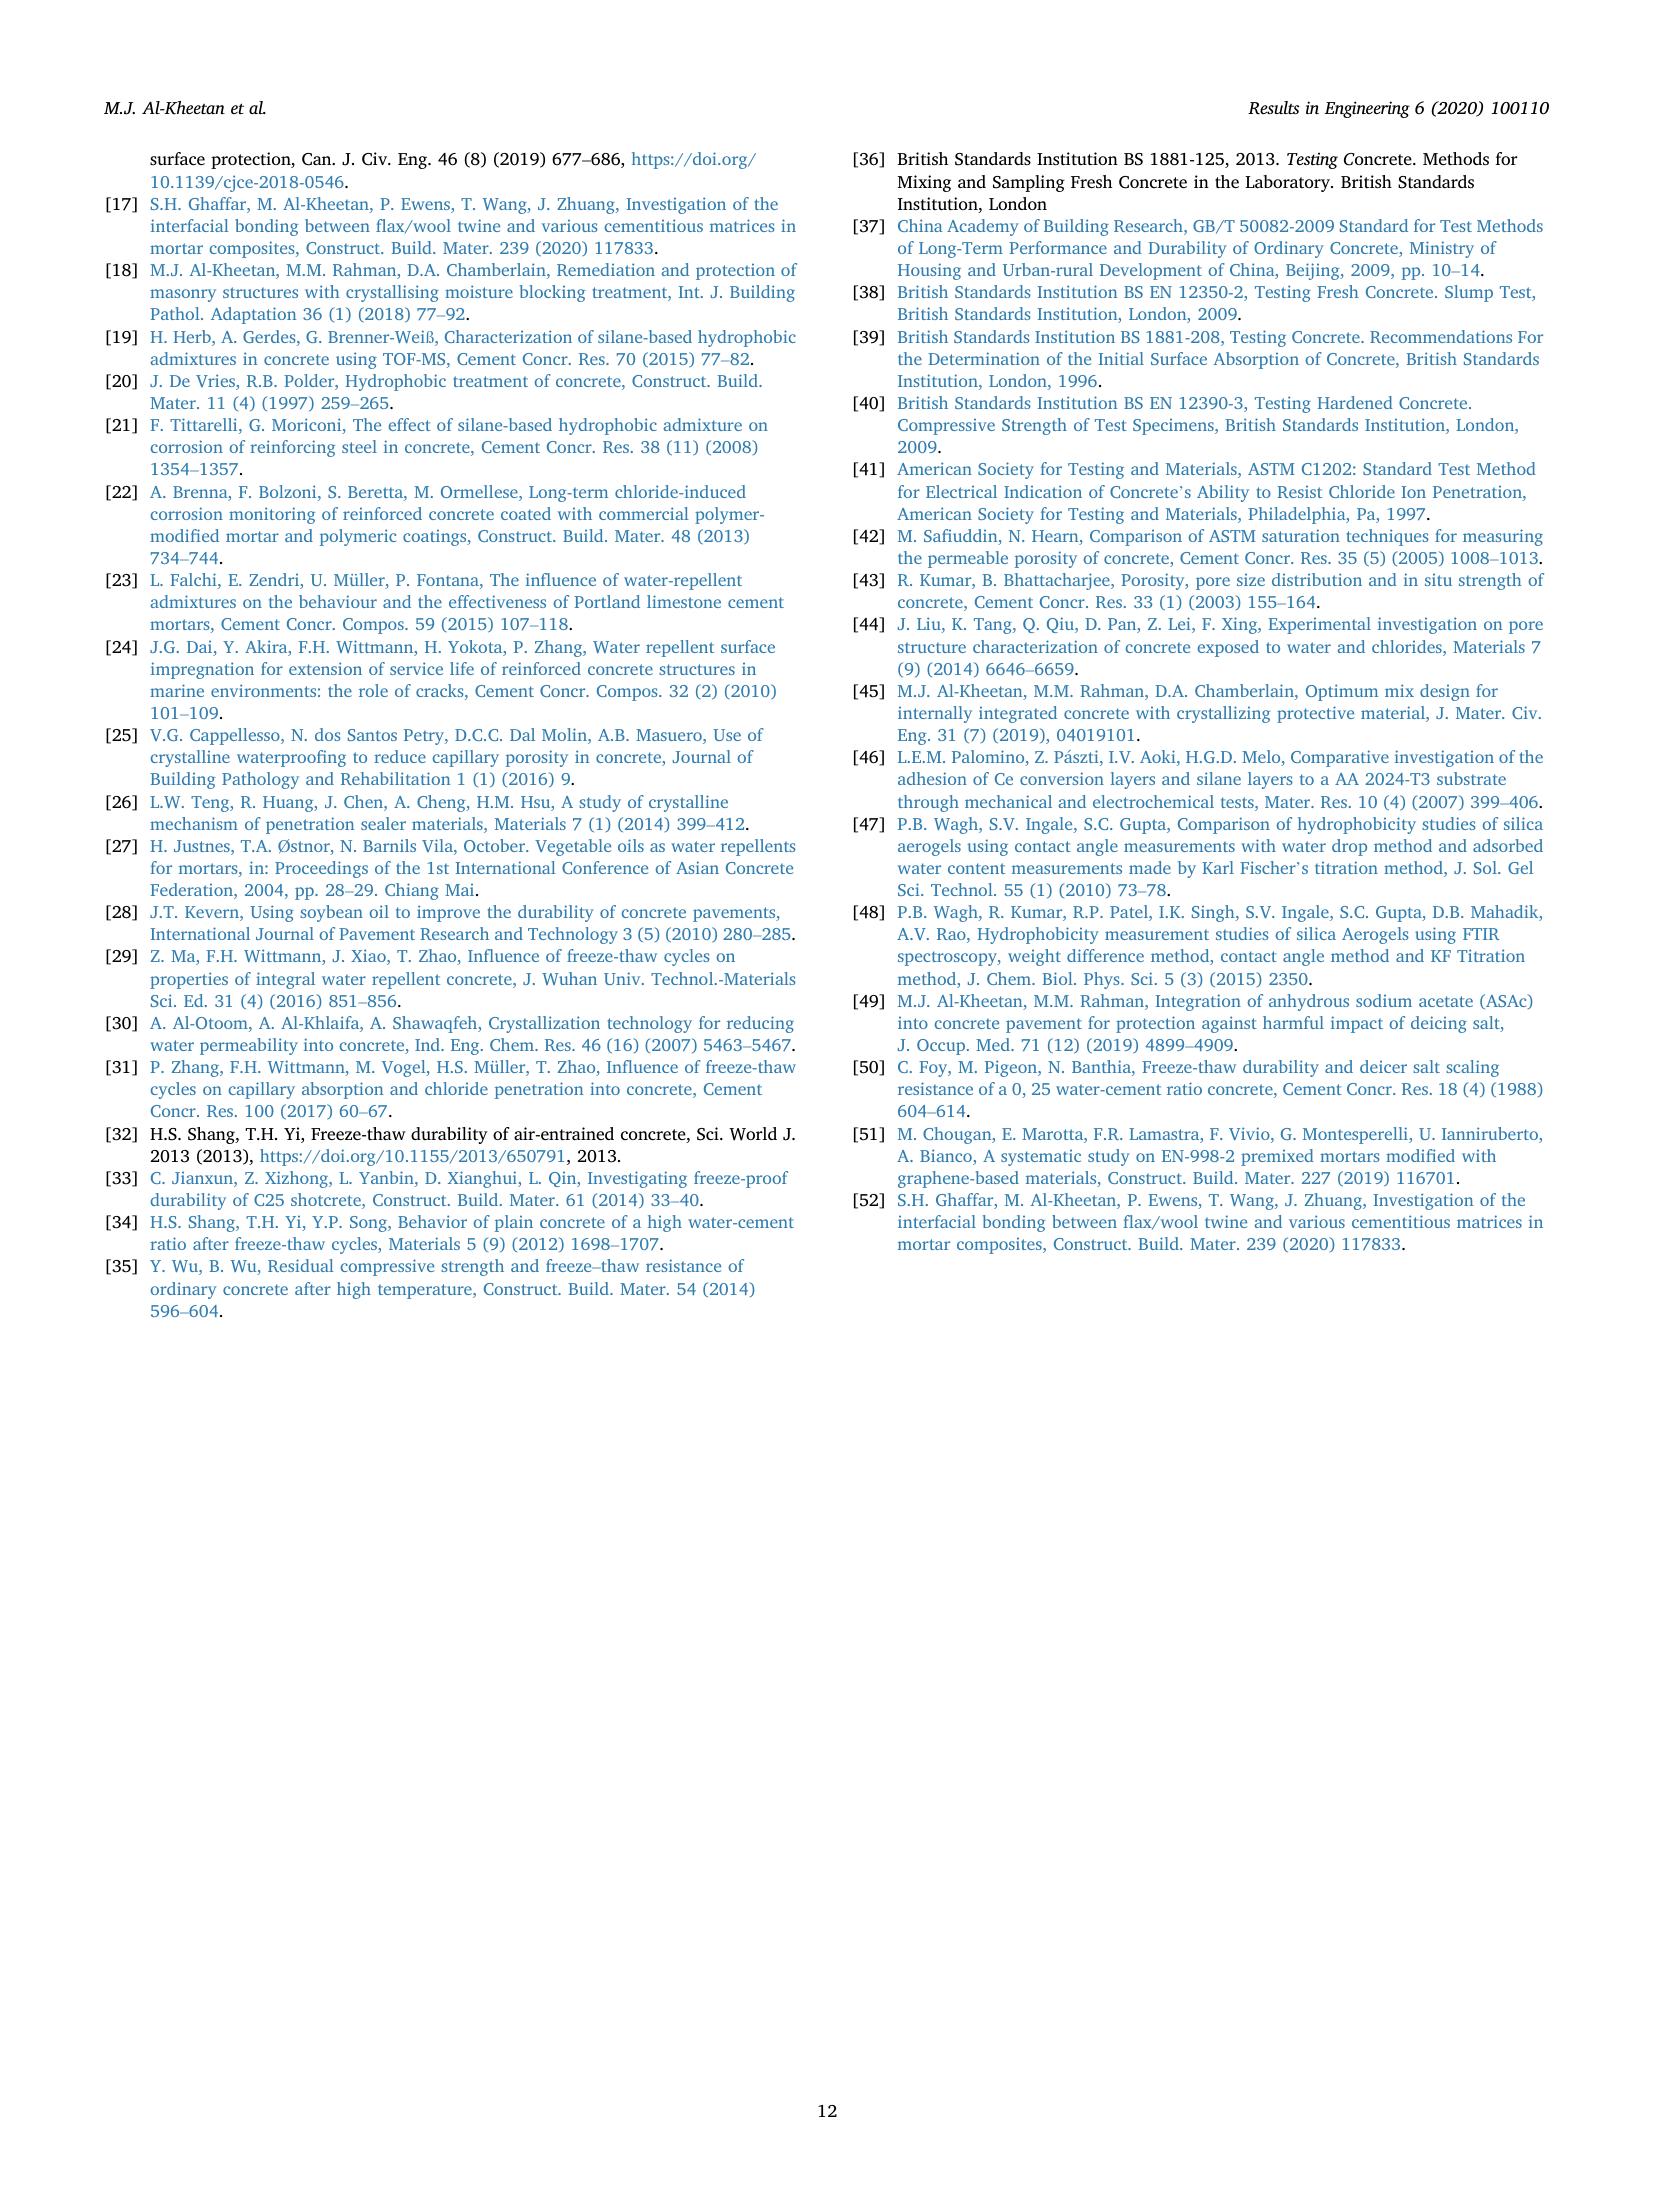 M.J. Al-Kheetan et al.
Results in Engineering 6 (2020) 100110
surface protection, Can. J. Civ. Eng. 46 (8) (2019) 677–686, https://doi.org/
10.1139/cjce-2018-0546.
[17] S.H. Ghaffar, M. Al-Kheetan, P. Ewens, T. Wang, J. Zhuang, Investigation of the
interfacial bonding between flax/wool twine and various cementitious matrices in
mortar composites, Construct. Build. Mater. 239 (2020) 117833.
[18] M.J. Al-Kheetan, M.M. Rahman, D.A. Chamberlain, Remediation and protection of
masonry structures with crystallising moisture blocking treatment, Int. J. Building
Pathol. Adaptation 36 (1) (2018) 77–92.
[19] H. Herb, A. Gerdes, G. Brenner-Weiß, Characterization of silane-based hydrophobic
admixtures in concrete using TOF-MS, Cement Concr. Res. 70 (2015) 77–82.
[20] J. De Vries, R.B. Polder, Hydrophobic treatment of concrete, Construct. Build.
Mater. 11 (4) (1997) 259–265.
[21] F. Tittarelli, G. Moriconi, The effect of silane-based hydrophobic admixture on
corrosion of reinforcing steel in concrete, Cement Concr. Res. 38 (11) (2008)
1354–1357.
[22] A. Brenna, F. Bolzoni, S. Beretta, M. Ormellese, Long-term chloride-induced
corrosion monitoring of reinforced concrete coated with commercial polymer-
modified mortar and polymeric coatings, Construct. Build. Mater. 48 (2013)
734–744.
[23] L. Falchi, E. Zendri, U. Müller, P. Fontana, The influence of water-repellent
admixtures on the behaviour and the effectiveness of Portland limestone cement
mortars, Cement Concr. Compos. 59 (2015) 107–118.
[24] J.G. Dai, Y. Akira, F.H. Wittmann, H. Yokota, P. Zhang, Water repellent surface
impregnation for extension of service life of reinforced concrete structures in
marine environments: the role of cracks, Cement Concr. Compos. 32 (2) (2010)
101–109.
[25] V.G. Cappellesso, N. dos Santos Petry, D.C.C. Dal Molin, A.B. Masuero, Use of
crystalline waterproofing to reduce capillary porosity in concrete, Journal of
Building Pathology and Rehabilitation 1 (1) (2016) 9.
[26] L.W. Teng, R. Huang, J. Chen, A. Cheng, H.M. Hsu, A study of crystalline
mechanism of penetration sealer materials, Materials 7 (1) (2014) 399–412.
[27] H. Justnes, T.A. Østnor, N. Barnils Vila, October. Vegetable oils as water repellents
for mortars, in: Proceedings of the 1st International Conference of Asian Concrete
Federation, 2004, pp. 28–29. Chiang Mai.
[28] J.T. Kevern, Using soybean oil to improve the durability of concrete pavements,
International Journal of Pavement Research and Technology 3 (5) (2010) 280–285.
[29] Z. Ma, F.H. Wittmann, J. Xiao, T. Zhao, Influence of freeze-thaw cycles on
properties of integral water repellent concrete, J. Wuhan Univ. Technol.-Materials
Sci. Ed. 31 (4) (2016) 851–856.
[30] A. Al-Otoom, A. Al-Khlaifa, A. Shawaqfeh, Crystallization technology for reducing
water permeability into concrete, Ind. Eng. Chem. Res. 46 (16) (2007) 5463–5467.
[31] P. Zhang, F.H. Wittmann, M. Vogel, H.S. Müller, T. Zhao, Influence of freeze-thaw
cycles on capillary absorption and chloride penetration into concrete, Cement
Concr. Res. 100 (2017) 60–67.
[32] H.S. Shang, T.H. Yi, Freeze-thaw durability of air-entrained concrete, Sci. World J.
2013 (2013), https://doi.org/10.1155/2013/650791, 2013.
[33] C. Jianxun, Z. Xizhong, L. Yanbin, D. Xianghui, L. Qin, Investigating freeze-proof
durability of C25 shotcrete, Construct. Build. Mater. 61 (2014) 33–40.
[34] H.S. Shang, T.H. Yi, Y.P. Song, Behavior of plain concrete of a high water-cement
ratio after freeze-thaw cycles, Materials 5 (9) (2012) 1698–1707.
[35] Y. Wu, B. Wu, Residual compressive strength and freeze–thaw resistance of
ordinary concrete after high temperature, Construct. Build. Mater. 54 (2014)
596–604.
[36] British Standards Institution BS 1881-125, 2013. Testing Concrete. Methods for
Mixing and Sampling Fresh Concrete in the Laboratory. British Standards
Institution, London
[37] China Academy of Building Research, GB/T 50082-2009 Standard for Test Methods
of Long-Term Performance and Durability of Ordinary Concrete, Ministry of
Housing and Urban-rural Development of China, Beijing, 2009, pp. 10–14.
[38] British Standards Institution BS EN 12350-2, Testing Fresh Concrete. Slump Test,
British Standards Institution, London, 2009.
[39] British Standards Institution BS 1881-208, Testing Concrete. Recommendations For
the Determination of the Initial Surface Absorption of Concrete, British Standards
Institution, London, 1996.
[40] British Standards Institution BS EN 12390-3, Testing Hardened Concrete.
Compressive Strength of Test Specimens, British Standards Institution, London,
2009.
[41] American Society for Testing and Materials, ASTM C1202: Standard Test Method
for Electrical Indication of Concrete's Ability to Resist Chloride Ion Penetration,
American Society for Testing and Materials, Philadelphia, Pa, 1997.
[42] M. Safiuddin, N. Hearn, Comparison of ASTM saturation techniques for measuring
the permeable porosity of concrete, Cement Concr. Res. 35 (5) (2005) 1008–1013.
[43] R. Kumar, B. Bhattacharjee, Porosity, pore size distribution and in situ strength of
concrete, Cement Concr. Res. 33 (1) (2003) 155–164.
[44] J. Liu, K. Tang, Q. Qiu, D. Pan, Z. Lei, F. Xing, Experimental investigation on pore
structure characterization of concrete exposed to water and chlorides, Materials 7
(9) (2014) 6646–6659.
[45] M.J. Al-Kheetan, M.M. Rahman, D.A. Chamberlain, Optimum mix design for
internally integrated concrete with crystallizing protective material, J. Mater. Civ.
Eng. 31 (7) (2019), 04019101.
[46] L.E.M. Palomino, Z. Pászti, I.V. Aoki, H.G.D. Melo, Comparative investigation of the
adhesion of Ce conversion layers and silane layers to a AA 2024-T3 substrate
through mechanical and electrochemical tests, Mater. Res. 10 (4) (2007) 399–406.
[47] P.B. Wagh, S.V. Ingale, S.C. Gupta, Comparison of hydrophobicity studies of silica
aerogels using contact angle measurements with water drop method and adsorbed
water content measurements made by Karl Fischer's titration method, J. Sol. Gel
Sci. Technol. 55 (1) (2010) 73–78.
[48] P.B. Wagh, R. Kumar, R.P. Patel, I.K. Singh, S.V. Ingale, S.C. Gupta, D.B. Mahadik,
A.V. Rao, Hydrophobicity measurement studies of silica Aerogels using FTIR
spectroscopy, weight difference method, contact angle method and KF Titration
method, J. Chem. Biol. Phys. Sci. 5 (3) (2015) 2350.
[49] M.J. Al-Kheetan, M.M. Rahman, Integration of anhydrous sodium acetate (ASAc)
into concrete pavement for protection against harmful impact of deicing salt,
J. Occup. Med. 71 (12) (2019) 4899–4909.
[50] C. Foy, M. Pigeon, N. Banthia, Freeze-thaw durability and deicer salt scaling
resistance of a 0, 25 water-cement ratio concrete, Cement Concr. Res. 18 (4) (1988)
604–614.
[51] M. Chougan, E. Marotta, F.R. Lamastra, F. Vivio, G. Montesperelli, U. Ianniruberto,
A. Bianco, A systematic study on EN-998-2 premixed mortars modified with
graphene-based materials, Construct. Build. Mater. 227 (2019) 116701.
[52] S.H. Ghaffar, M. Al-Kheetan, P. Ewens, T. Wang, J. Zhuang, Investigation of the
interfacial bonding between flax/wool twine and various cementitious matrices in
mortar composites, Construct. Build. Mater. 239 (2020) 117833.
12